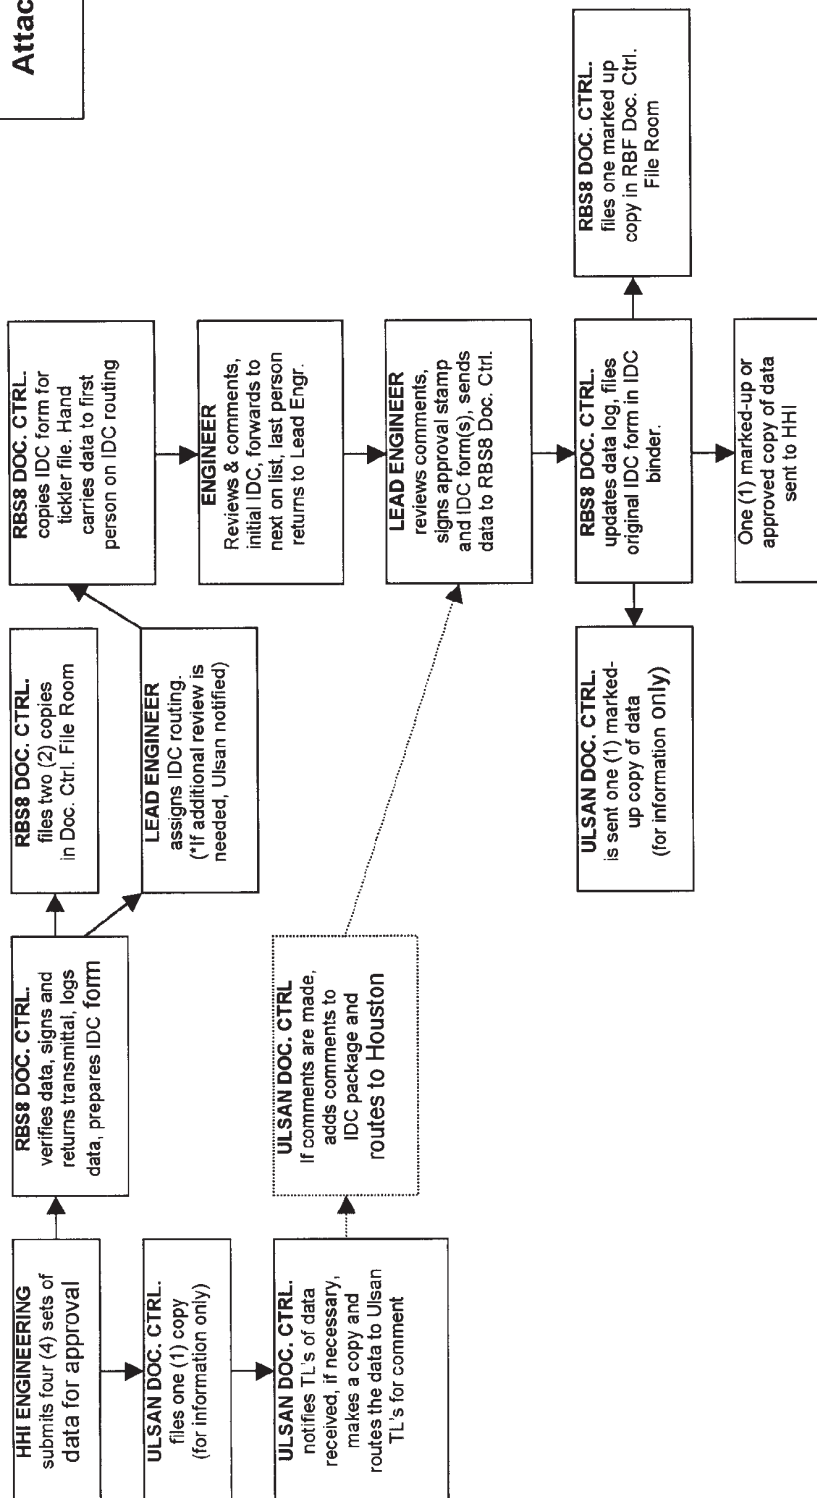 Attac
HHI ENGINEERING
submits four (4) sets of
data for approval
ULSAN DOC. CTRL.
files one (1) copy
(for information only)
ULSAN DOC. CTRL.
notifies TL's of data
received, if necessary,
makes a copy and
routes the data to Ulsan
TL's for comment
RBS8 DOC. CTRL.
verifies data, signs and
returns transmittal, logs
data, prepares IDC form
ULSAN DOC. CTRL
If comments are made,
adds comments to
IDC package and
routes to Houston
RBS8 DOC. CTRL.
files two (2) copies
in Doc. Ctrl. File Room
LEAD ENGINEER
assigns IDC routing.
(*If additional review is
needed, Ulsan notified)
RBS8 DOC. CTRL.
copies IDC form for
tickler file. Hand
carries data to first
person on IDC routing
ENGINEER
Reviews & comments,
initial IDC, forwards to
next on list, last person
returns to Lead Engr.
LEAD ENGINEER
reviews comments,
signs approval stamp
and IDC form(s), sends
data to RBS8 Doc. Ctrl.
RBS8 DOC. CTRL.
updates data log, files
original IDC form in IDC
binder.
ULSAN DOC. CTRL.
is sent one (1) marked-
up copy of data
(for information only)
RBS8 DOC. CTRL.
files one marked up
copy in RBF Doc. Ctrl.
File Room
One (1) marked-up or
approved copy of data
sent to HHI